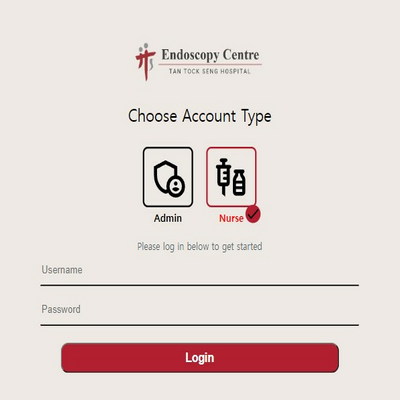 Endoscopy Centre
TAN TOCK SENG HOSPITAL
Choose Account Type
Admin Nurse
Please log in below to get started
Username
Password
Login